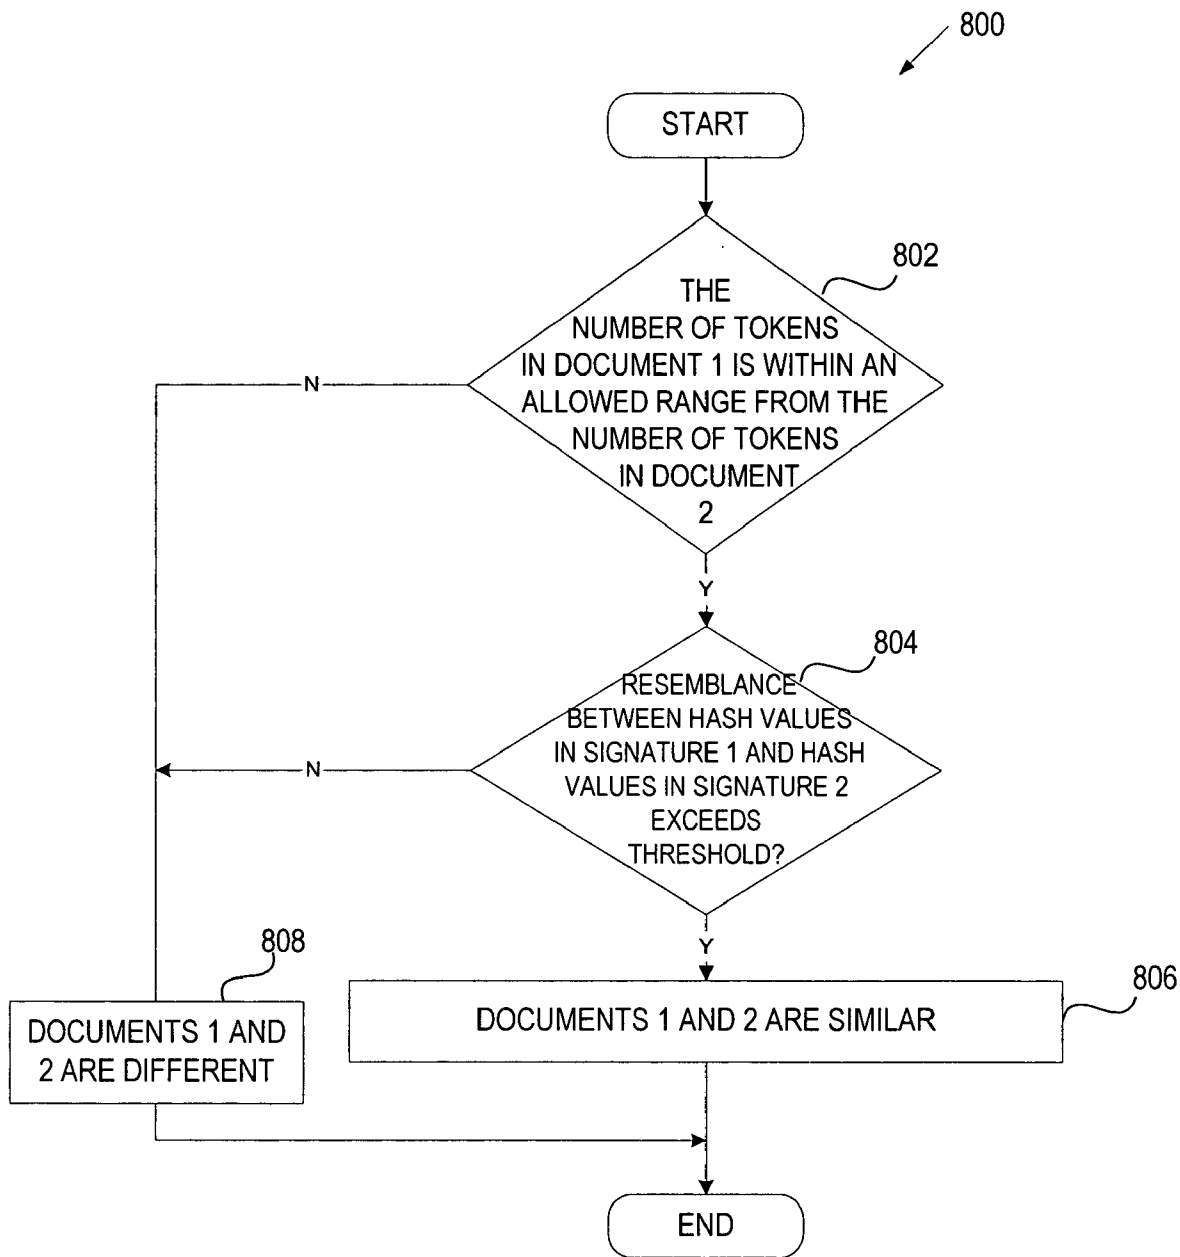 800
START
802
THE
NUMBER OF TOKENS
IN DOCUMENT 1 IS WITHIN AN
ALLOWED RANGE FROM THE
NUMBER OF TOKENS
IN DOCUMENT
2
N
Y
804
RESEMBLANCE
BETWEEN HASH VALUES
IN SIGNATURE 1 AND HASH
VALUES IN SIGNATURE 2
EXCEEDS
THRESHOLD?
N
Y
808
DOCUMENTS 1 AND
2 ARE DIFFERENT
806
DOCUMENTS 1 AND 2 ARE SIMILAR
END